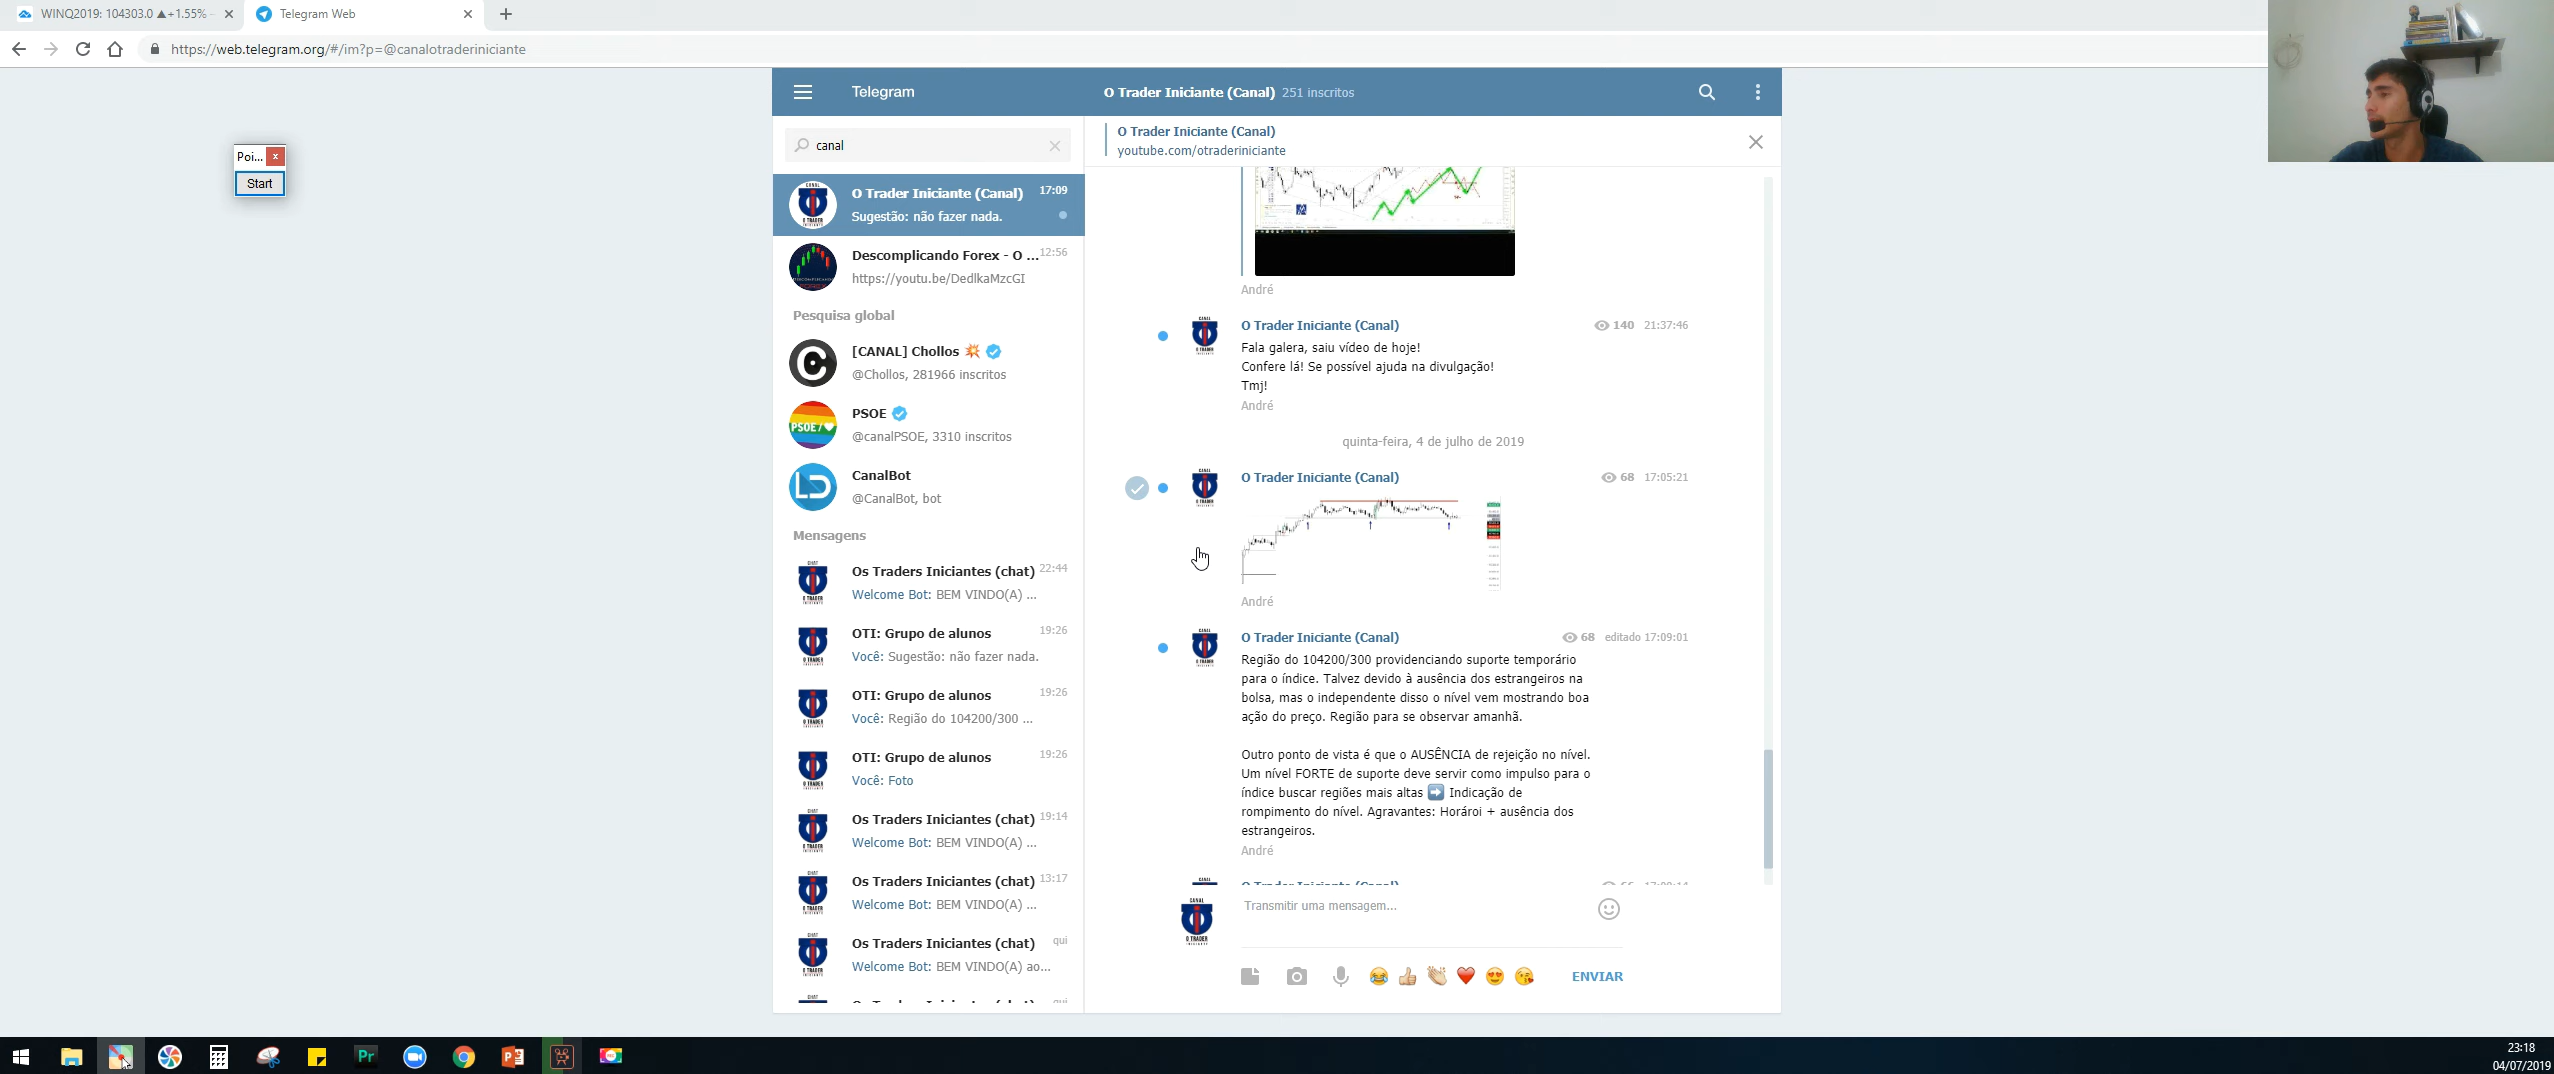 WINQ2019: 104303.0 ▲+1.55%
Telegram Web
https://web.telegram.org/#/im?p=@canalotraderiniciante
Poi...
Start
Telegram
O Trader Iniciante (Canal) 251 inscritos
canal
O Trader Iniciante (Canal)
youtube.com/otraderiniciante
O Trader Iniciante (Canal) 17:09
Sugestão: não fazer nada.
Descomplicando Forex - O ... 12:56
https://youtu.be/DedlkaMzcGI
Pesquisa global
[CANAL] Chollos 💥
@Chollos, 281966 inscritos
PSOE
@canalPSOE, 3310 inscritos
CanalBot
@CanalBot, bot
Mensagens
Os Traders Iniciantes (chat) 22:44
Welcome Bot: BEM VINDO(A) ...
OTI: Grupo de alunos 19:26
Você: Sugestão: não fazer nada.
OTI: Grupo de alunos 19:26
Você: Região do 104200/300 ...
OTI: Grupo de alunos 19:26
Você: Foto
Os Traders Iniciantes (chat) 19:14
Welcome Bot: BEM VINDO(A) ...
Os Traders Iniciantes (chat) 13:17
Welcome Bot: BEM VINDO(A) ...
Os Traders Iniciantes (chat) qui
Welcome Bot: BEM VINDO(A) ao...
André
O Trader Iniciante (Canal) 140 21:37:46
Fala galera, saiu vídeo de hoje!
Confere lá! Se possível ajuda na divulgação!
Tmj!
André
quinta-feira, 4 de julho de 2019
O Trader Iniciante (Canal) 68 17:05:21
André
O Trader Iniciante (Canal) 68 editado 17:09:01
Região do 104200/300 providenciando suporte temporário
para o índice. Talvez devido à ausência dos estrangeiros na
bolsa, mas o independente disso o nível vem mostrando boa
ação do preço. Região para se observar amanhã.
Outro ponto de vista é que o AUSÊNCIA de rejeição no nível.
Um nível FORTE de suporte deve servir como impulso para o
índice buscar regiões mais altas ➡ Indicação de
rompimento do nível. Agravantes: Horároi + ausência dos
estrangeiros.
André
Transmitir uma mensagem...
ENVIAR
23:18
04/07/2019